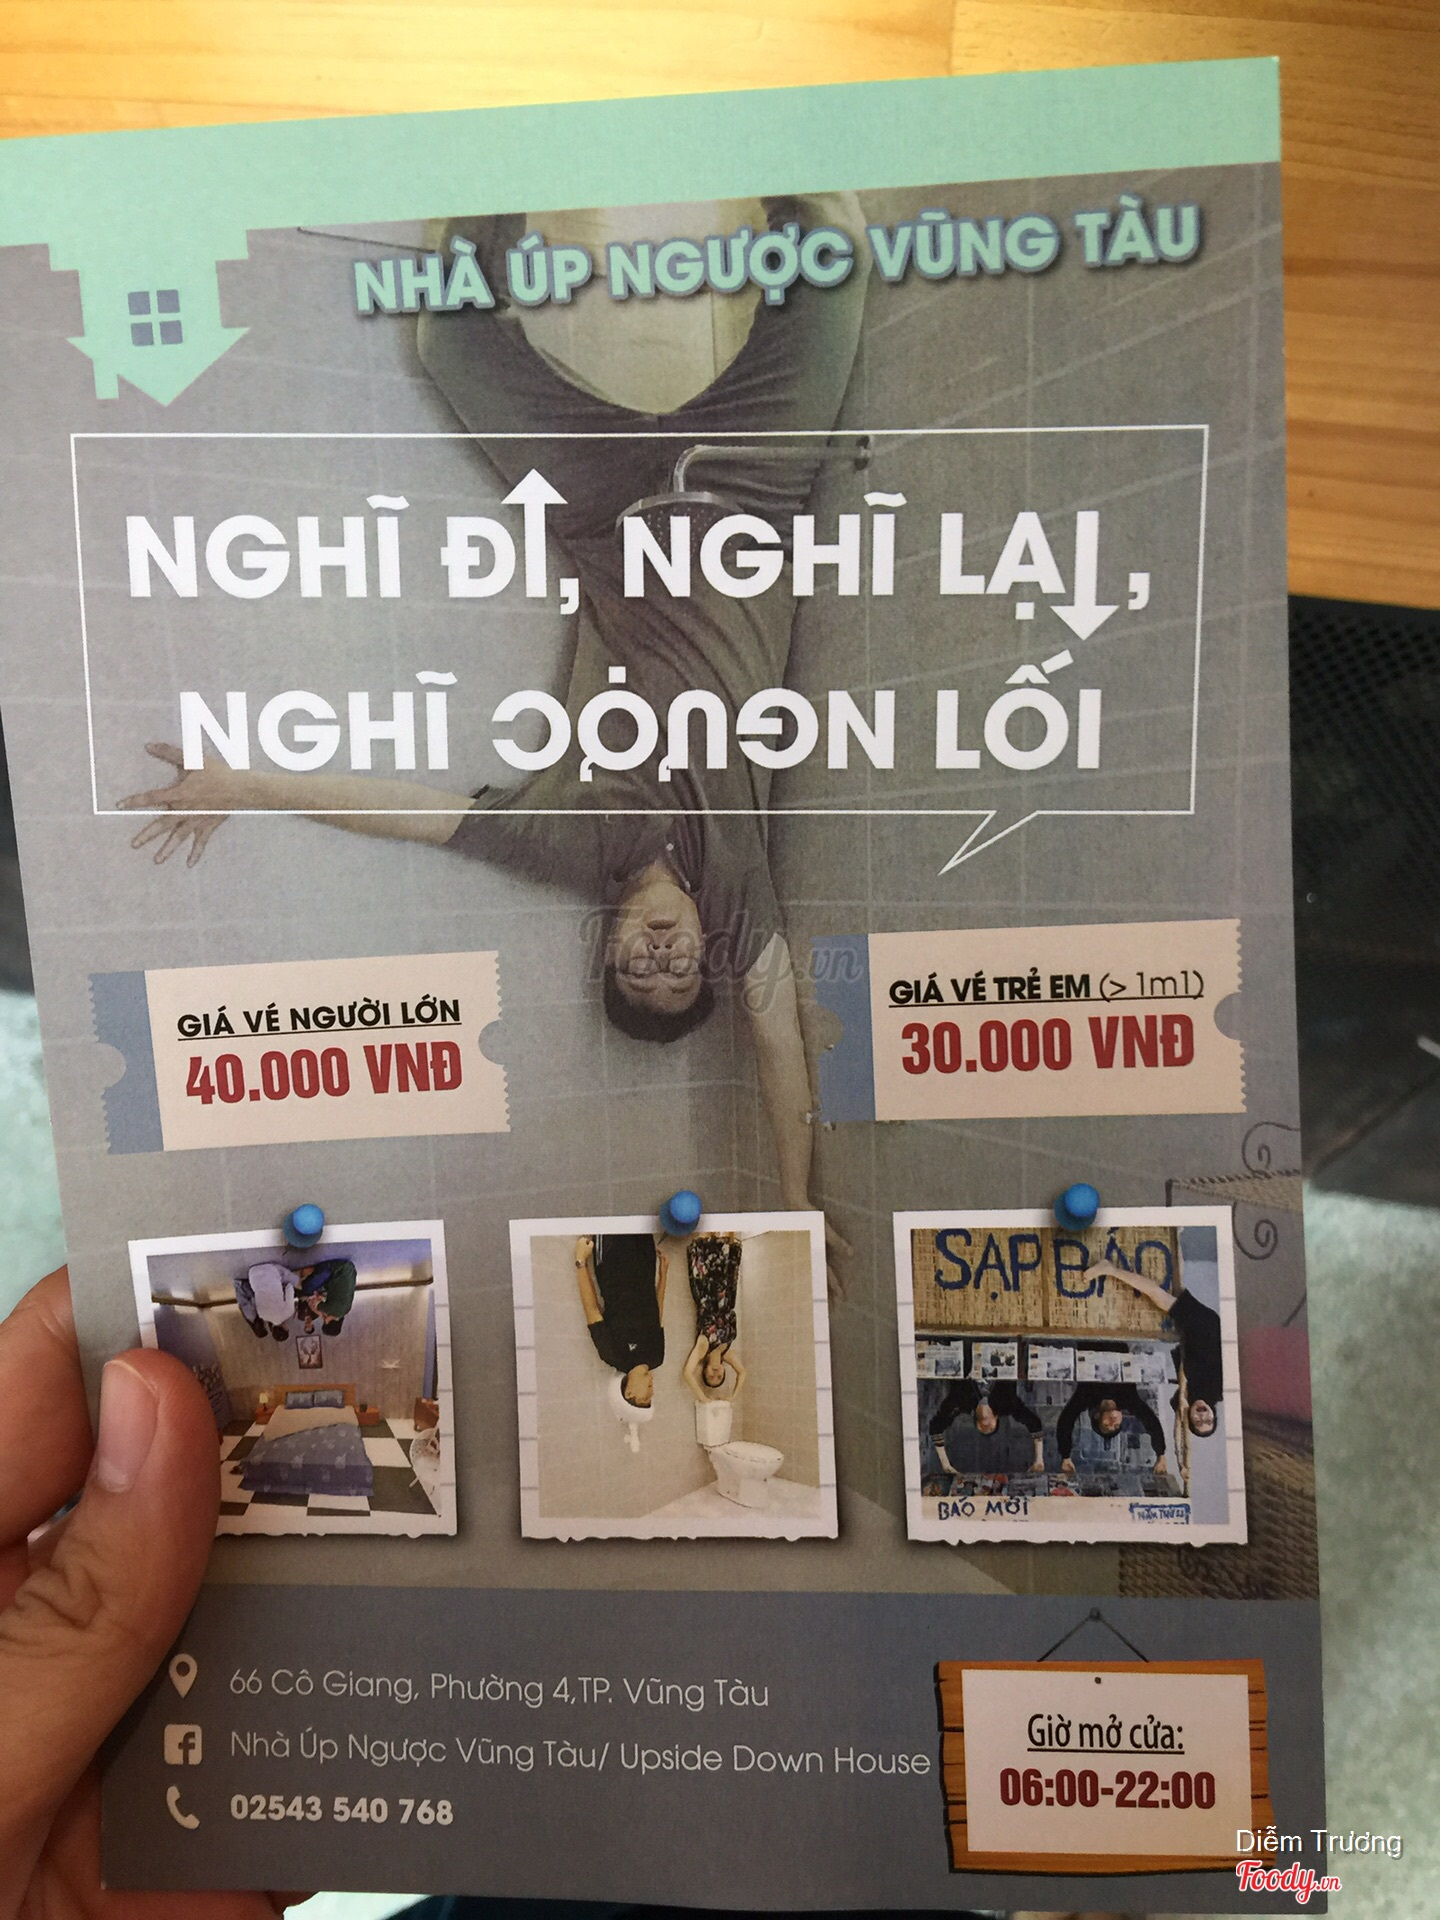 NHÀ ÚP NGƯỢC VŨNG TÀU
NGHĨ ĐI, NGHĨ LẠI,
NGHĨ NGƯỢC LỐI
Foody.vn
GIÁ VÉ NGƯỜI LỚN
40.000 VNĐ
GIÁ VÉ TRẺ EM (> 1m1)
30.000 VNĐ
SẠP BÁO
BÁO MỚI
66 Cô Giang, Phường 4,TP. Vũng Tàu
Nhà Úp Ngược Vũng Tàu/ Upside Down House
02543 540 768
Giờ mở cửa:
06:00-22:00
Diễm Trương
Foody.vn